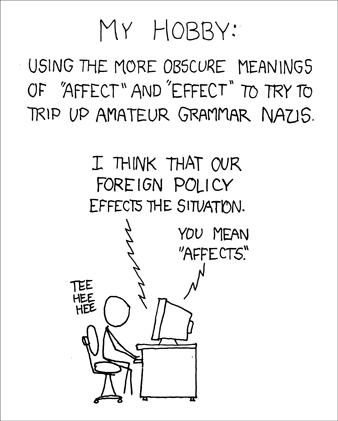 MY HOBBY:
USING THE MORE OBSCURE MEANINGS
OF "AFFECT" AND "EFFECT" TO TRY TO
TRIP UP AMATEUR GRAMMAR NAZIS.
I THINK THAT OUR
FOREIGN POLICY
EFFECTS THE SITUATION.
YOU MEAN
"AFFECTS."
TEE
HEE
HEE